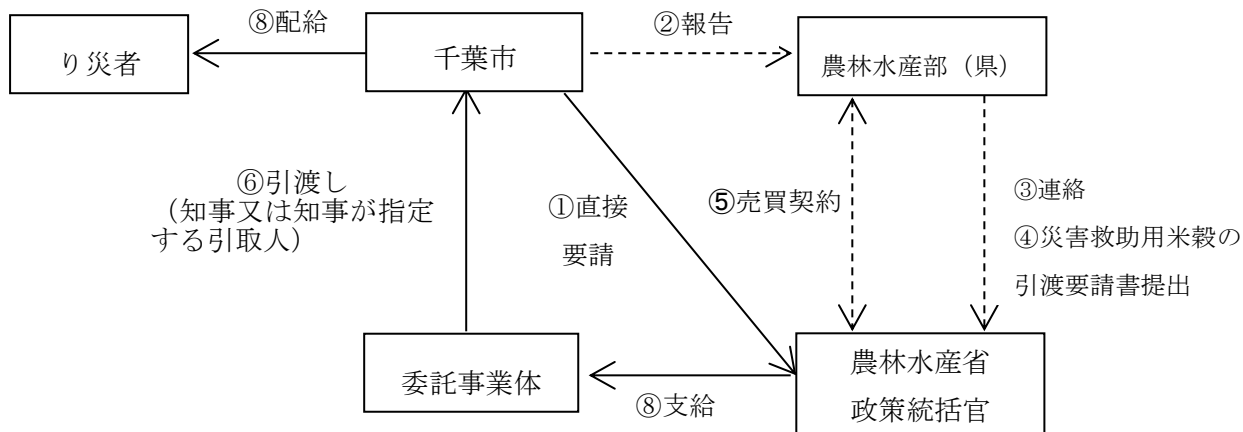 ⑧配給
②報告
り災者
千葉市
農林水産部（県）
⑥引渡し
（知事又は知事が指定
する引取人）
①直接
要請
⑤売買契約
③連絡
④災害救助用米穀の
引渡要請書提出
委託事業体
⑧支給
農林水産省
政策統括官